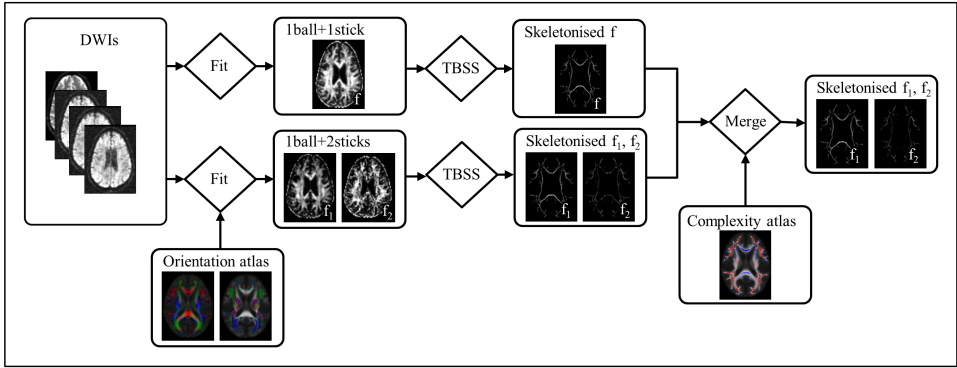 DWIs
Fit
1ball+1stick
f
TBSS
Skeletonised f
f
Fit
1ball+2sticks
f₁
f₂
TBSS
Skeletonised f₁, f₂
f₁
f₂
Orientation atlas
Merge
Complexity atlas
Skeletonised f₁, f₂
f₁
f₂